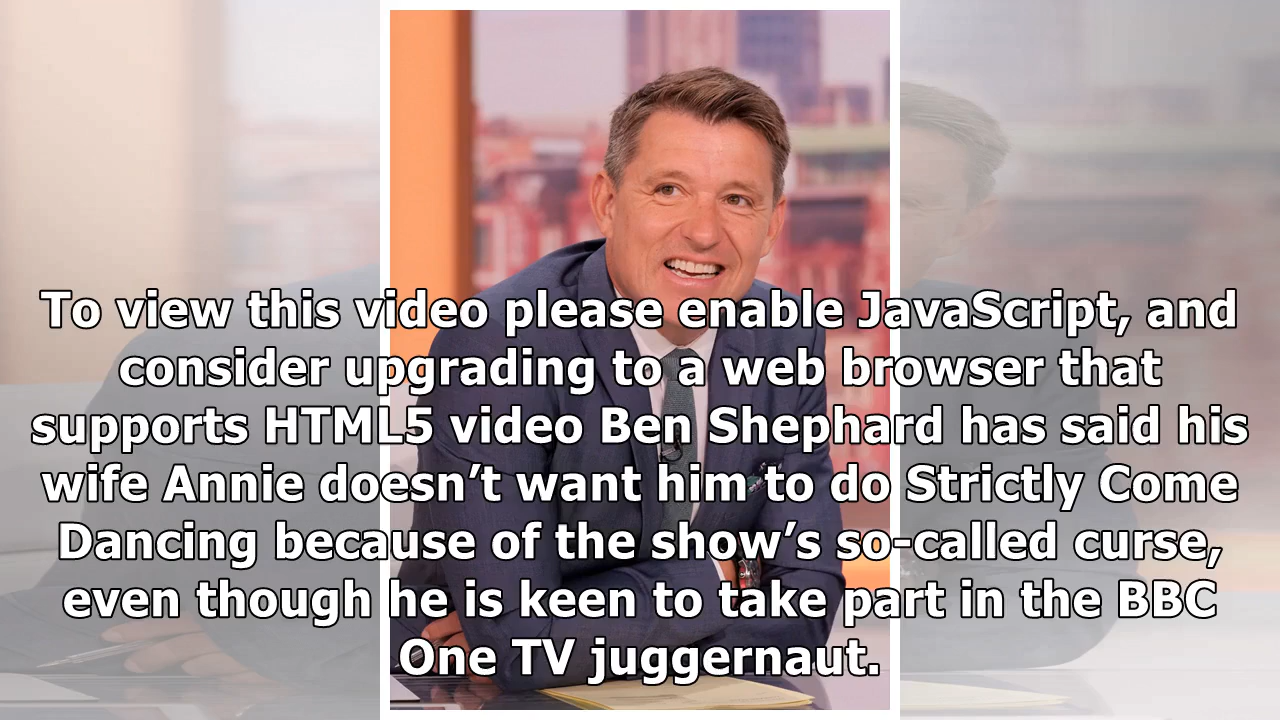 To view this video please enable JavaScript, and
consider upgrading to a web browser that
supports HTML5 video Ben Shephard has said his
wife Annie doesn’t want him to do Strictly Come
Dancing because of the show’s so-called curse,
even though he is keen to take part in the BBC
One TV juggernaut.